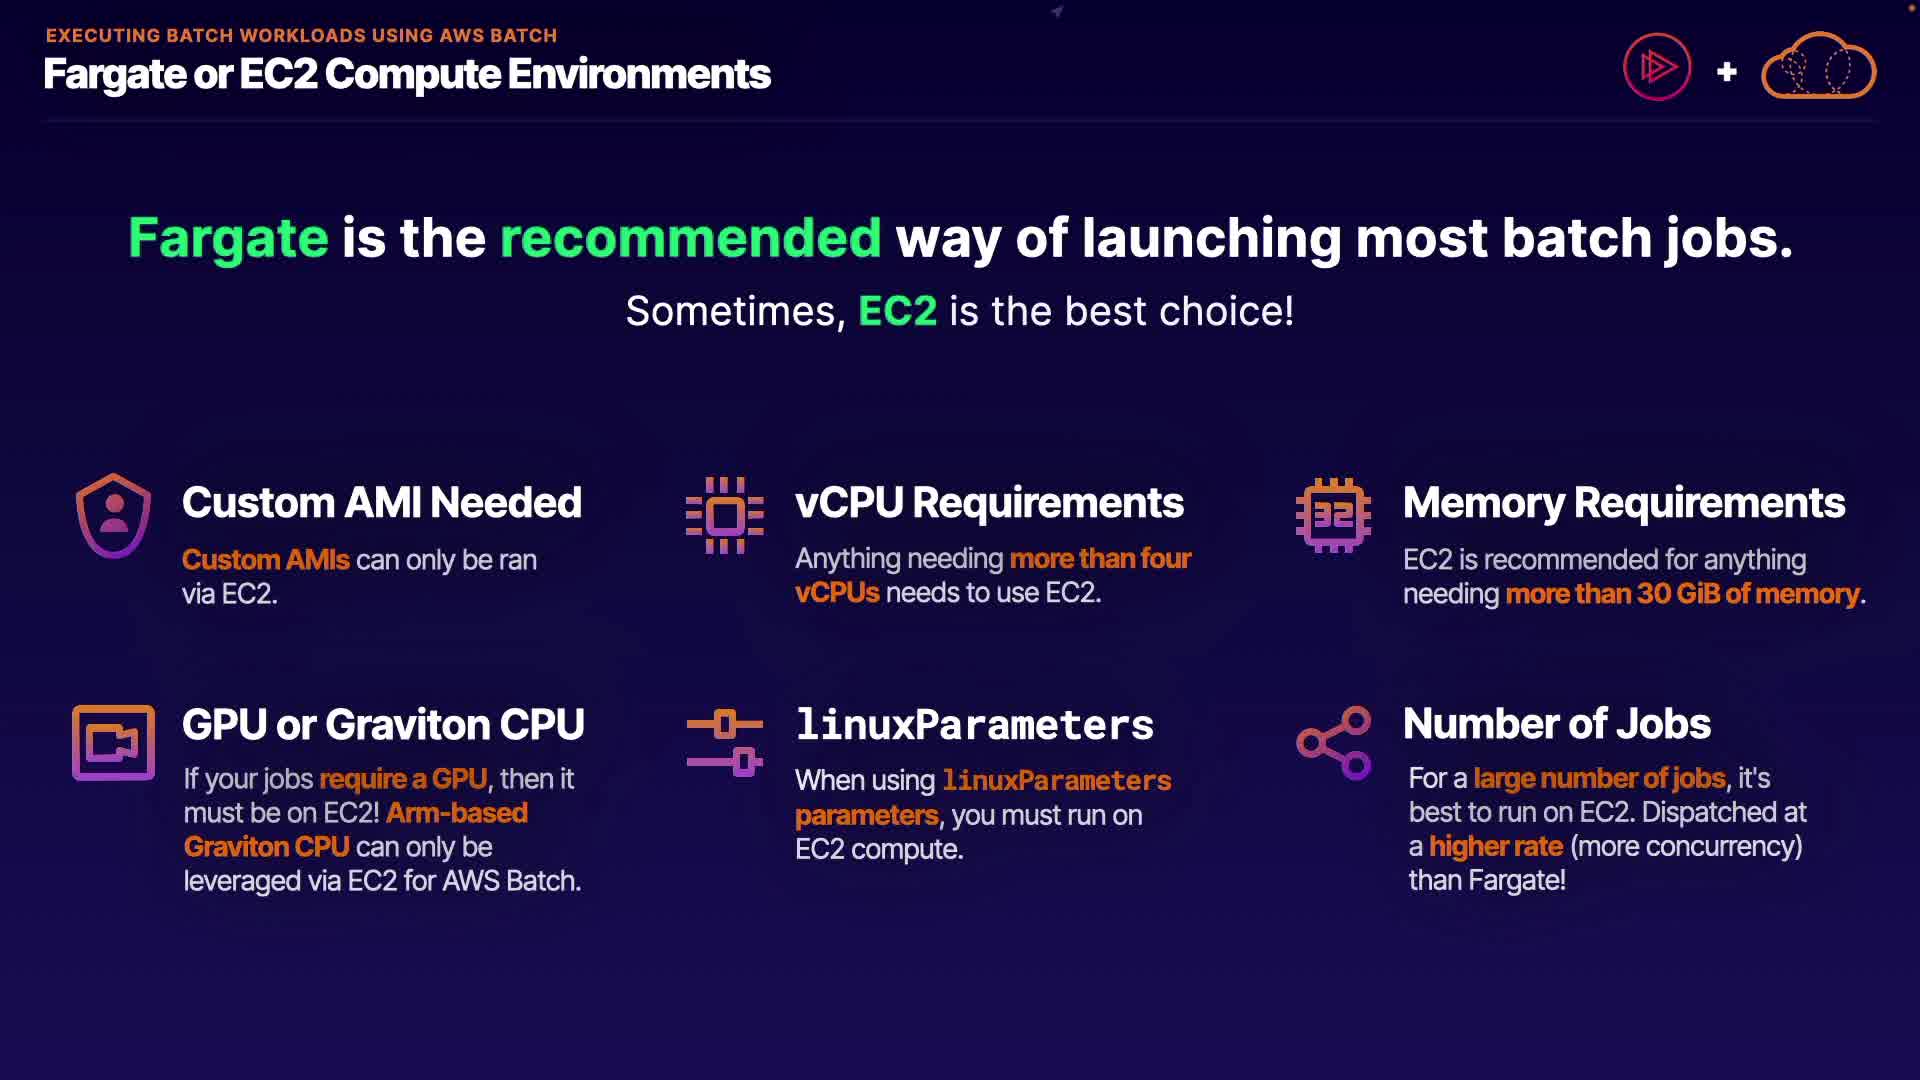 EXECUTING BATCH WORKLOADS USING AWS BATCH
Fargate or EC2 Compute Environments
Fargate is the recommended way of launching most batch jobs.
Sometimes, EC2 is the best choice!
Custom AMI Needed
Custom AMIs can only be ran
via EC2.
vCPU Requirements
Anything needing more than four
vCPUs needs to use EC2.
32
Memory Requirements
EC2 is recommended for anything
needing more than 30 GiB of memory.
GPU or Graviton CPU
If your jobs require a GPU, then it
must be on EC2! Arm-based
Graviton CPU can only be
leveraged via EC2 for AWS Batch.
linuxParameters
When using linuxParameters
parameters, you must run on
EC2 compute.
Number of Jobs
For a large number of jobs, it's
best to run on EC2. Dispatched at
a higher rate (more concurrency)
than Fargate!